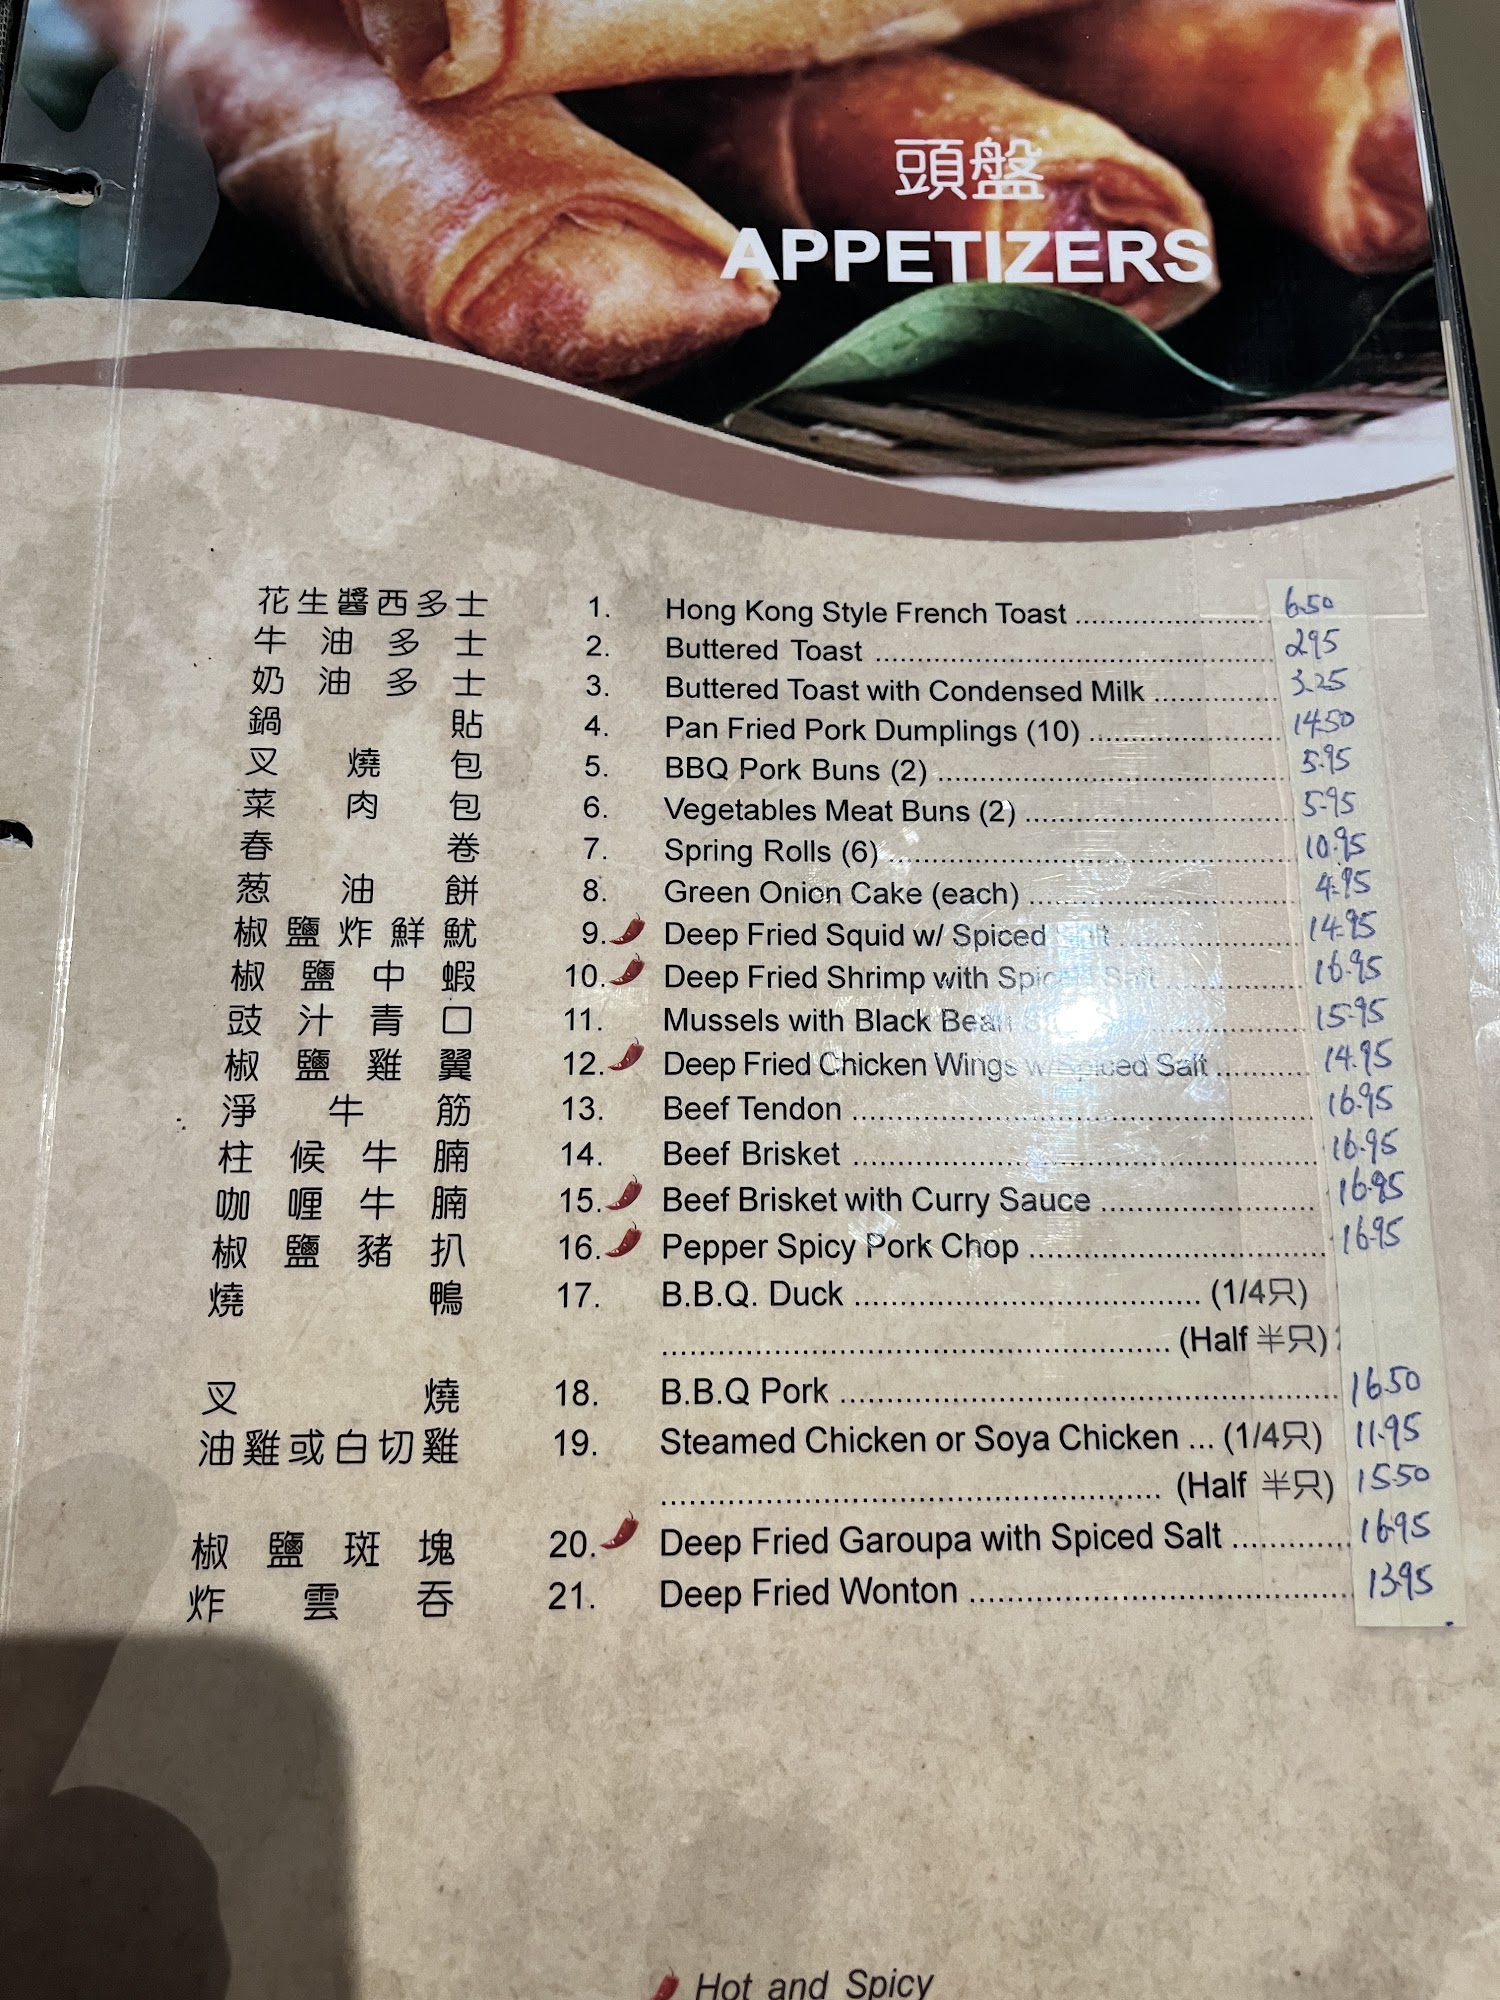 頭盤
APPETIZERS
花生醬西多士 1. Hong Kong Style French Toast 6.50
牛油多士 2. Buttered Toast 2.95
奶油多士 3. Buttered Toast with Condensed Milk 3.25
鍋貼 4. Pan Fried Pork Dumplings (10) 14.50
叉燒包 5. BBQ Pork Buns (2) 5.95
菜肉包 6. Vegetables Meat Buns (2) 5.95
春卷 7. Spring Rolls (6) 10.95
葱油餅 8. Green Onion Cake (each) 4.95
椒鹽炸鮮魷 9. Deep Fried Squid w/ Spiced Salt 14.95
椒鹽中蝦 10. Deep Fried Shrimp with Spiced Salt 16.95
豉汁青口 11. Mussels with Black Bean 15.95
椒鹽雞翼 12. Deep Fried Chicken Wings w/Spiced Salt 14.95
淨牛筋 13. Beef Tendon 16.95
柱候牛腩 14. Beef Brisket 16.95
咖喱牛腩 15. Beef Brisket with Curry Sauce 16.95
椒鹽豬扒 16. Pepper Spicy Pork Chop 16.95
燒鴨 17. B.B.Q. Duck (1/4只)
(Half 半只)
叉燒 18. B.B.Q Pork 16.50
油雞或白切雞 19. Steamed Chicken or Soya Chicken ... (1/4只) 11.95
(Half 半只) 15.50
椒鹽斑塊 20. Deep Fried Garoupa with Spiced Salt 16.95
炸雲吞 21. Deep Fried Wonton 13.95
Hot and Spicy